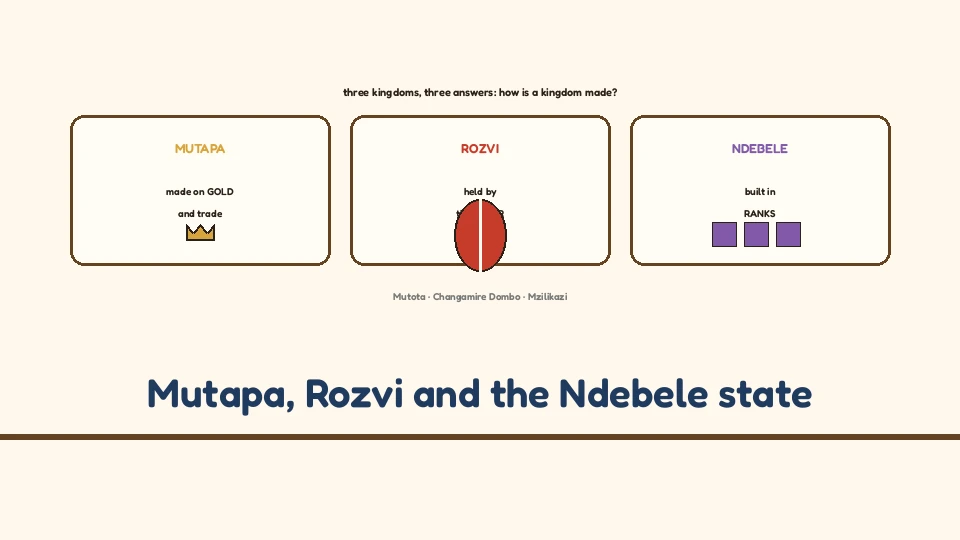 three kingdoms, three answers: how is a kingdom made?
MUTAPA
ROZVI
NDEBELE
made on GOLD
held by
built in
and trade
RANKS
Mutota · Changamire Dombo · Mzilikazi
Mutapa, Rozvi and the Ndebele state